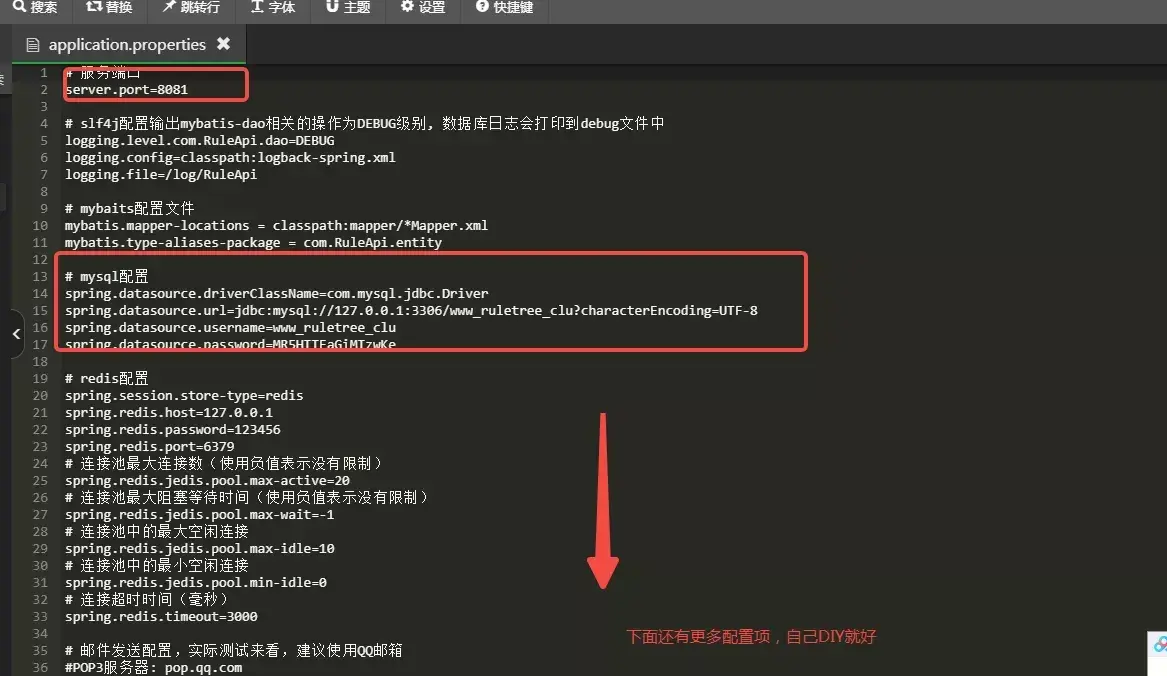 搜索 替换 跳转行 字体 主题 设置 快捷键
application.properties
1 # 服务端口
2 server.port=8081
3
4 # slf4j配置输出mybatis-dao相关的操作为DEBUG级别, 数据库日志会打印到debug文件中
5 logging.level.com.RuleApi.dao=DEBUG
6 logging.config=classpath:logback-spring.xml
7 logging.file=/log/RuleApi
8
9 # mybaits配置文件
10 mybatis.mapper-locations = classpath:mapper/*Mapper.xml
11 mybatis.type-aliases-package = com.RuleApi.entity
12
13 # mysql配置
14 spring.datasource.driverClassName=com.mysql.jdbc.Driver
15 spring.datasource.url=jdbc:mysql://127.0.0.1:3306/www_ruletree_clu?characterEncoding=UTF-8
16 spring.datasource.username=www_ruletree_clu
17 spring.datasource.password=MR5HTTFaGiMTzwKe
18
19 # redis配置
20 spring.session.store-type=redis
21 spring.redis.host=127.0.0.1
22 spring.redis.password=123456
23 spring.redis.port=6379
24 # 连接池最大连接数（使用负值表示没有限制）
25 spring.redis.jedis.pool.max-active=20
26 # 连接池最大阻塞等待时间（使用负值表示没有限制）
27 spring.redis.jedis.pool.max-wait=-1
28 # 连接池中的最大空闲连接
29 spring.redis.jedis.pool.max-idle=10
30 # 连接池中的最小空闲连接
31 spring.redis.jedis.pool.min-idle=0
32 # 连接超时时间（毫秒）
33 spring.redis.timeout=3000
34
下面还有更多配置项，自己DIY就好
35 # 邮件发送配置，实际测试来看，建议使用QQ邮箱
36 #POP3服务器: pop.qq.com